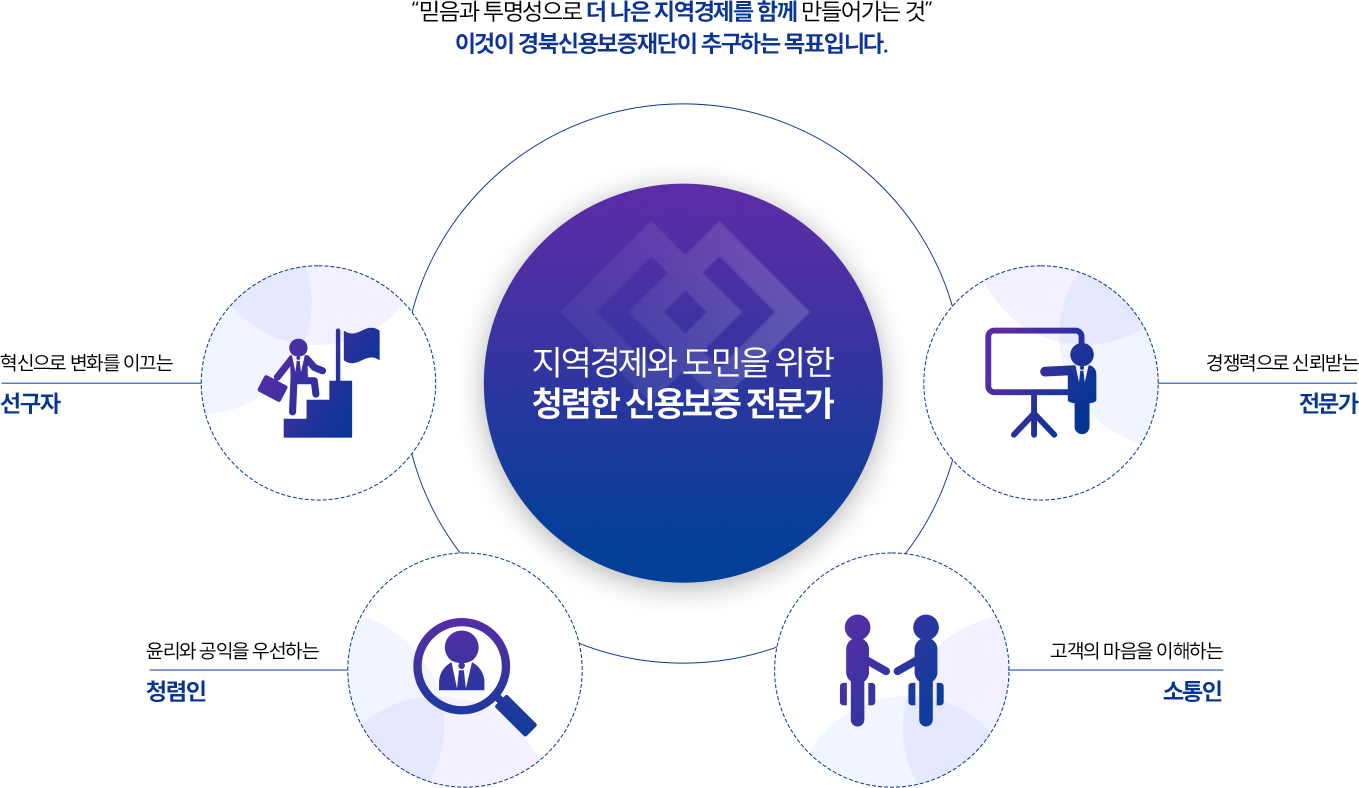 “믿음과 투명성으로 더 나은 지역경제를 함께 만들어가는 것”
이것이 경북신용보증재단이 추구하는 목표입니다.
지역경제와 도민을 위한
청렴한 신용보증 전문가
혁신으로 변화를 이끄는
선구자
경쟁력으로 신뢰받는
전문가
윤리와 공익을 우선하는
청렴인
고객의 마음을 이해하는
소통인